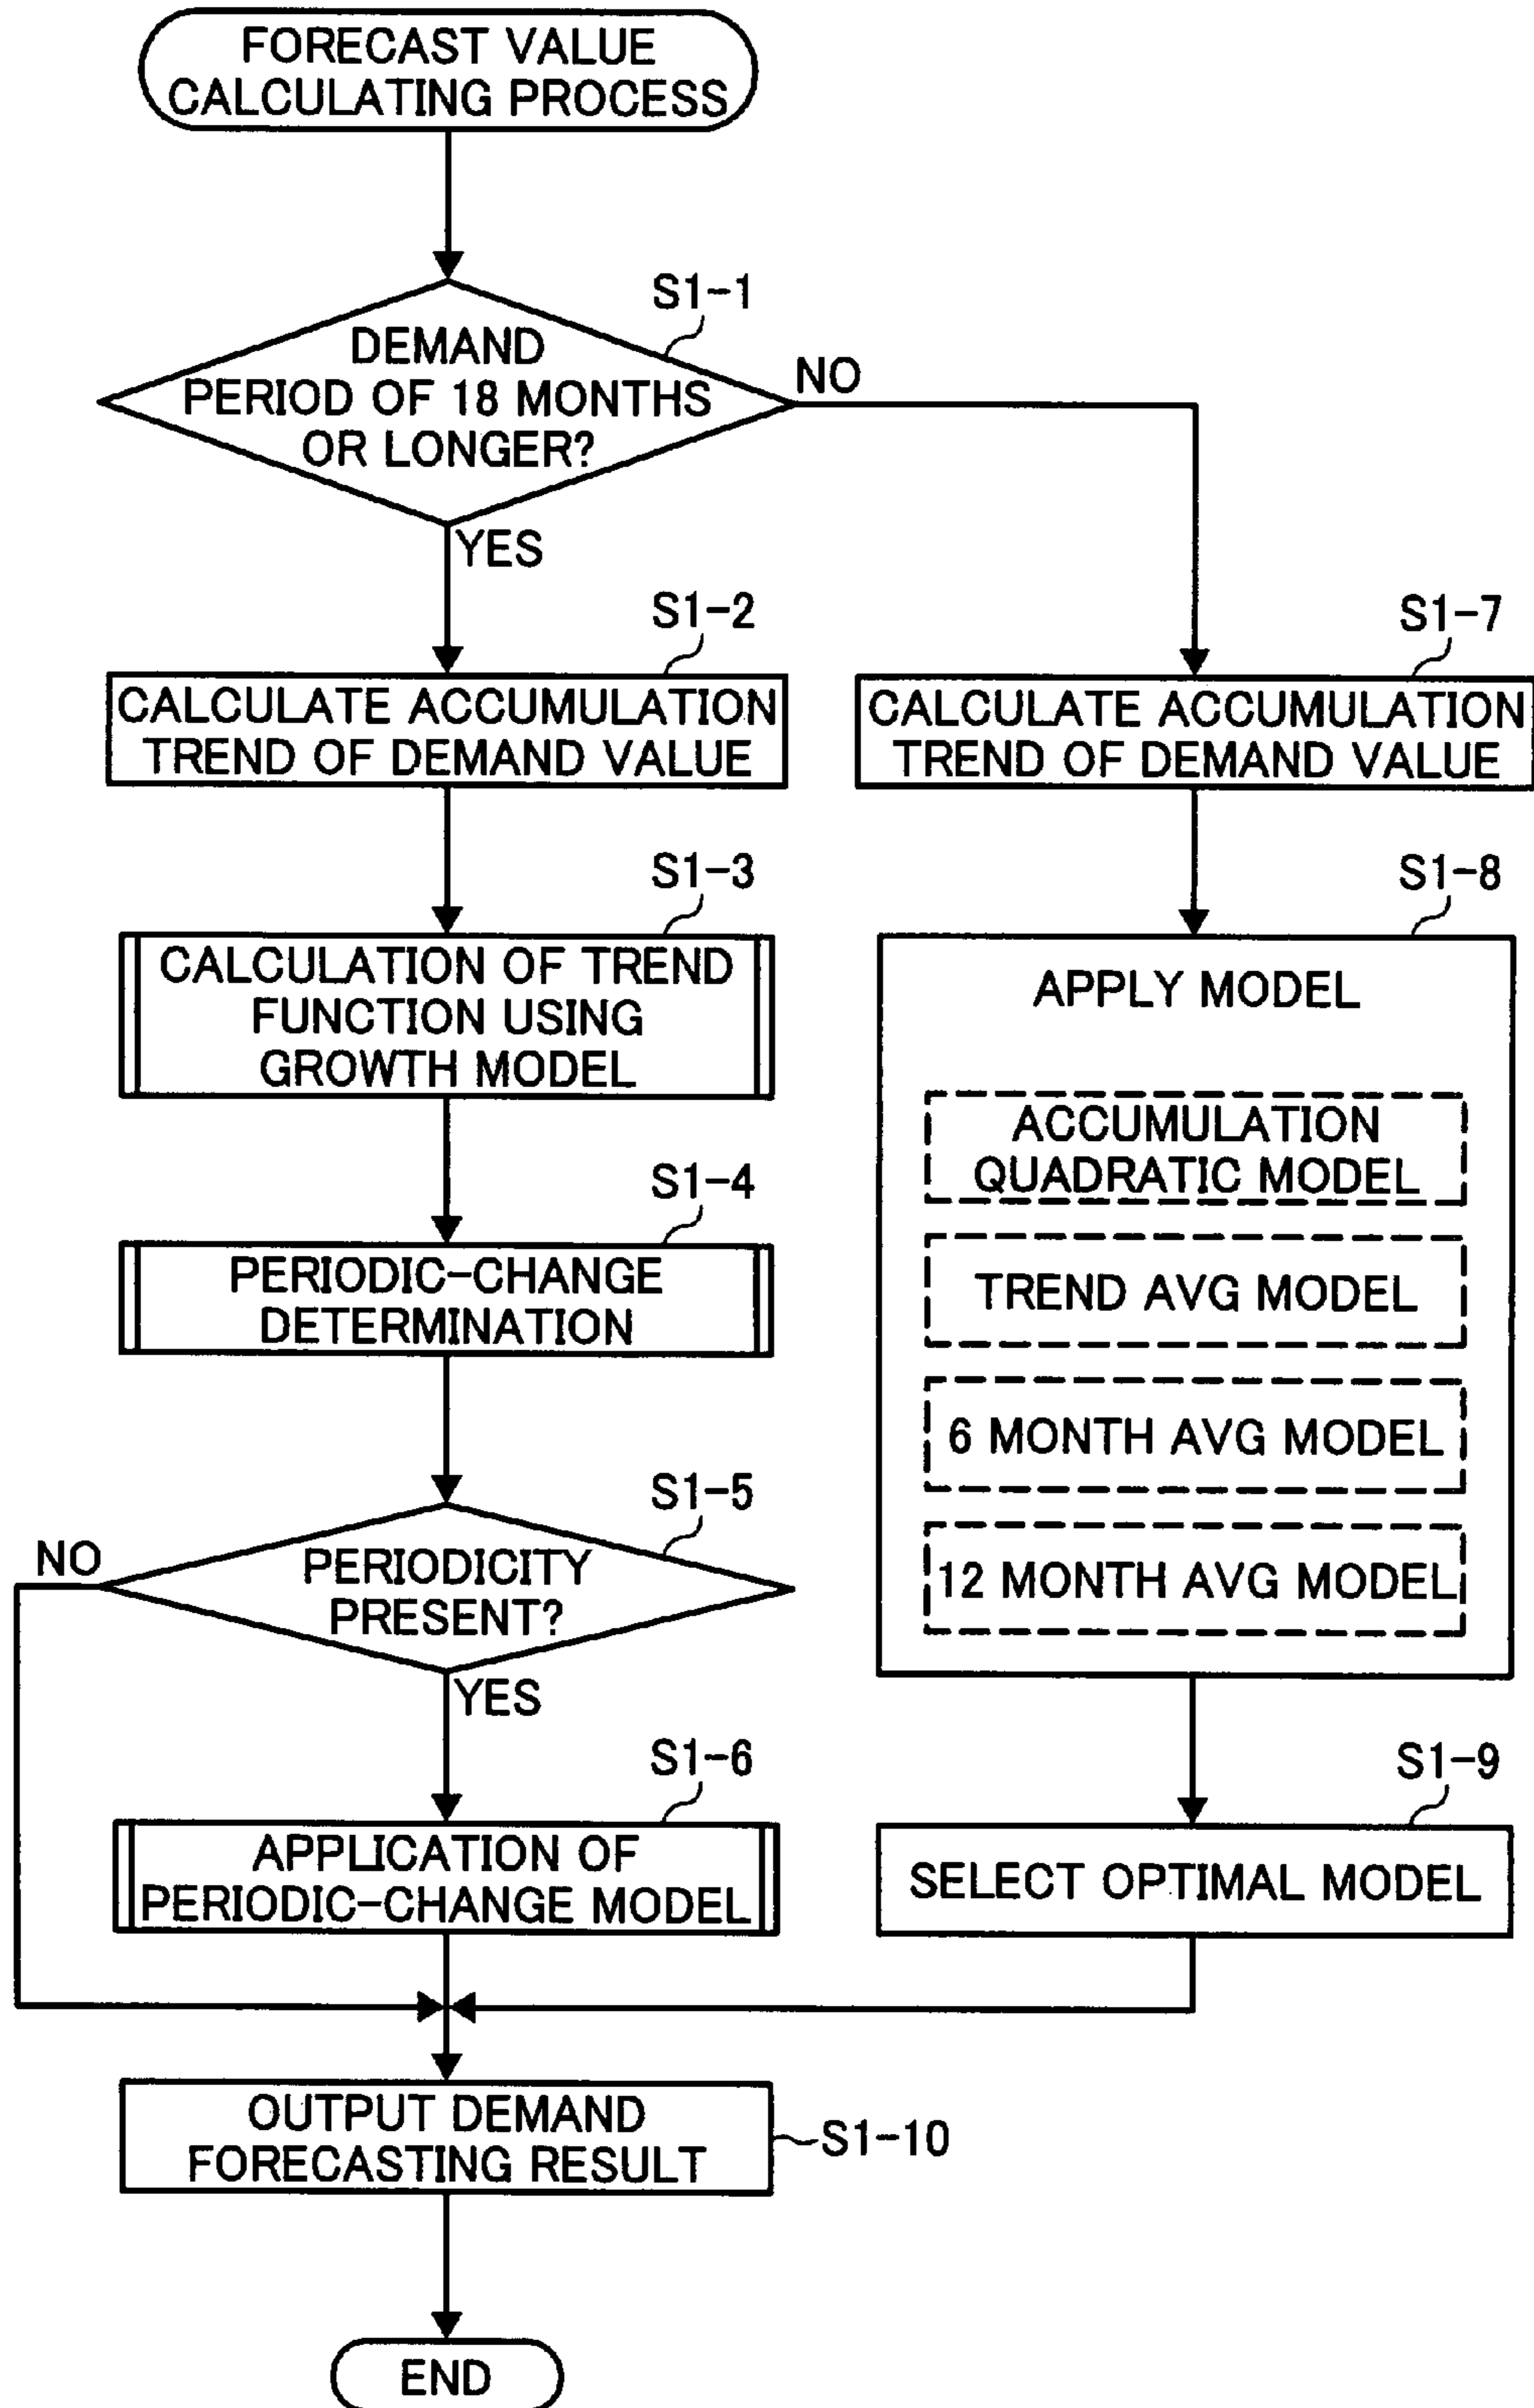 FORECAST VALUE
CALCULATING PROCESS
S1-1
DEMAND
PERIOD OF 18 MONTHS
OR LONGER?
NO
YES
S1-2
CALCULATE ACCUMULATION
TREND OF DEMAND VALUE
S1-3
CALCULATION OF TREND
FUNCTION USING
GROWTH MODEL
S1-4
PERIODIC-CHANGE
DETERMINATION
S1-5
NO
PERIODICITY
PRESENT?
YES
S1-6
APPLICATION OF
PERIODIC-CHANGE MODEL
S1-7
CALCULATE ACCUMULATION
TREND OF DEMAND VALUE
S1-8
APPLY MODEL
ACCUMULATION
QUADRATIC MODEL
TREND AVG MODEL
6 MONTH AVG MODEL
12 MONTH AVG MODEL
S1-9
SELECT OPTIMAL MODEL
OUTPUT DEMAND
FORECASTING RESULT
S1-10
END